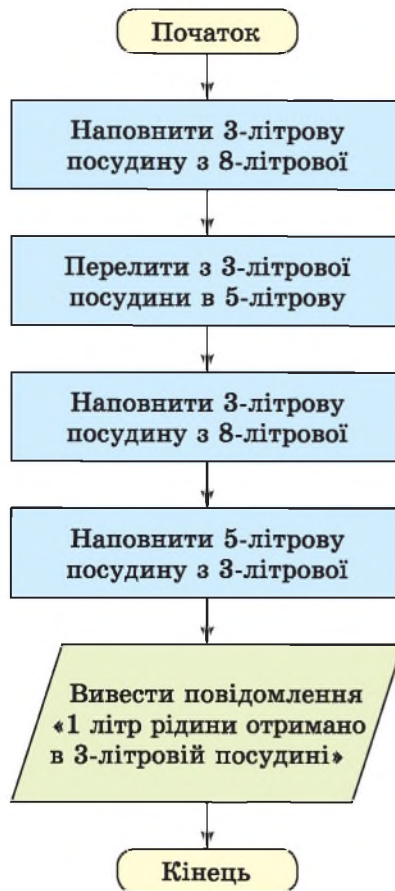 Початок
Наповнити 3-літрову
посудину з 8-літрової
Перелити з 3-літрової
посудини в 5-літрову
Наповнити 3-літрову
посудину з 8-літрової
Наповнити 5-літрову
посудину з 3-літрової
Вивести повідомлення
«1 літр рідини отримано
в 3-літровій посудині»
Кінець